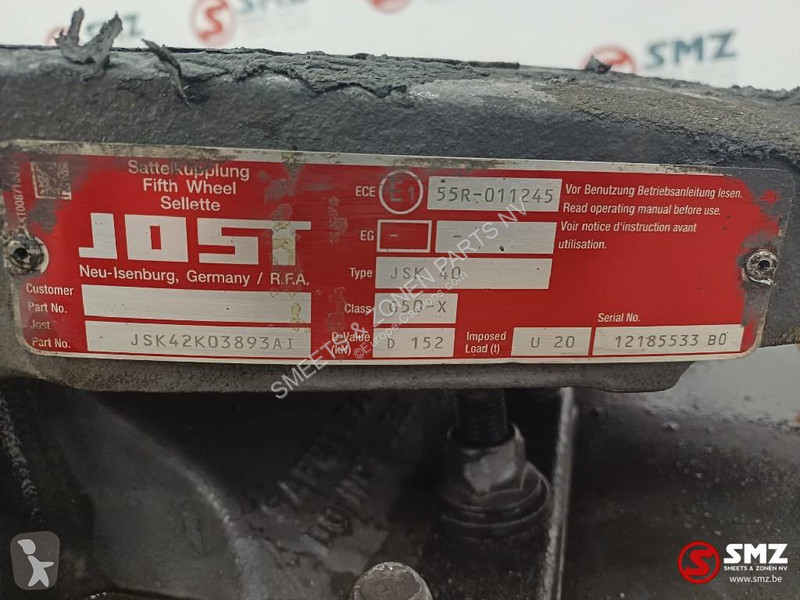 SMZ
SMEETS & ZONEN
SMZ
Sattelkupplung
Fifth Wheel
Sellette
JOST
Neu-Isenburg, Germany / R.F.A.
Customer
Part No.
Jost
Part No.
JSK42K03893AI
ECE
E1
55R-011245
EG
-
-
Type
JSK 40
Class
G50-X
D-Value
(kN)
D 152
Imposed
Load (t)
U 20
Vor Benutzung Betriebsanleitung lesen.
Read operating manual before use.
Voir notice d'instruction avant
utilisation.
Serial No.
12185533 B0
SMEETS & ZONEN PARTS NV
SMZ
SMEETS & ZONEN NV
www.smz.be